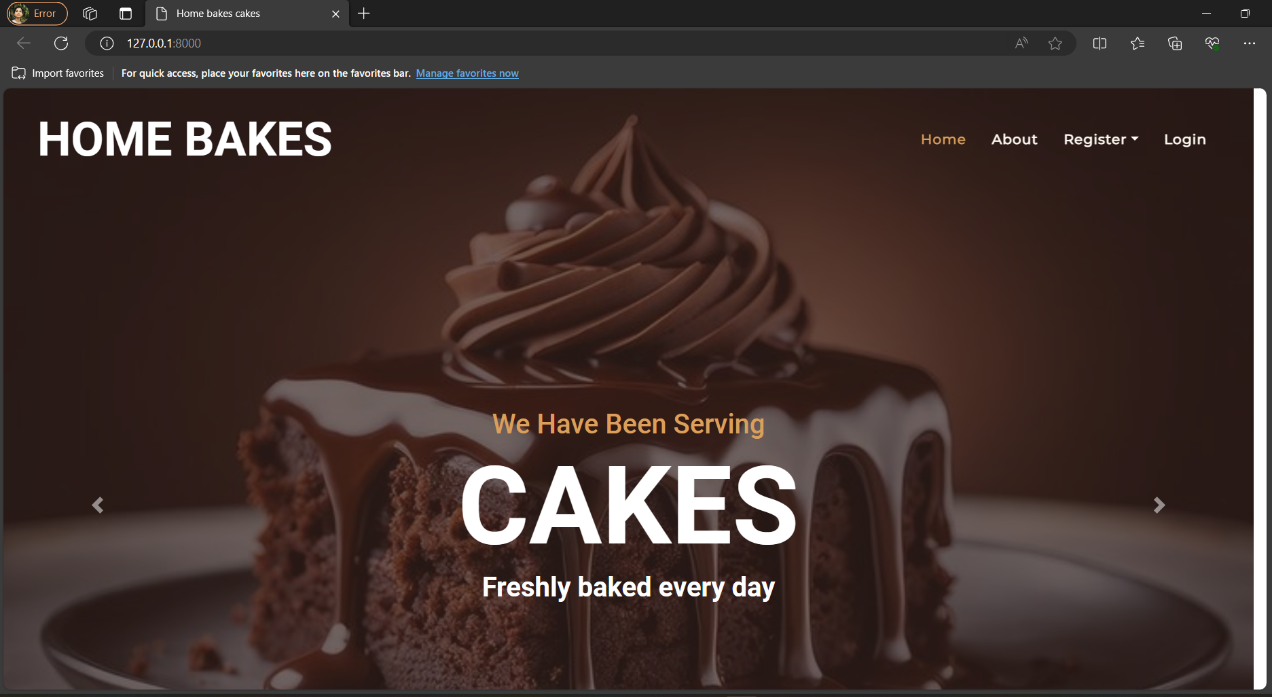 Error
Home bakes cakes
127.0.0.1:8000
Import favorites
For quick access, place your favorites here on the favorites bar. Manage favorites now
HOME BAKES
Home About Register Login
We Have Been Serving
CAKES
Freshly baked every day